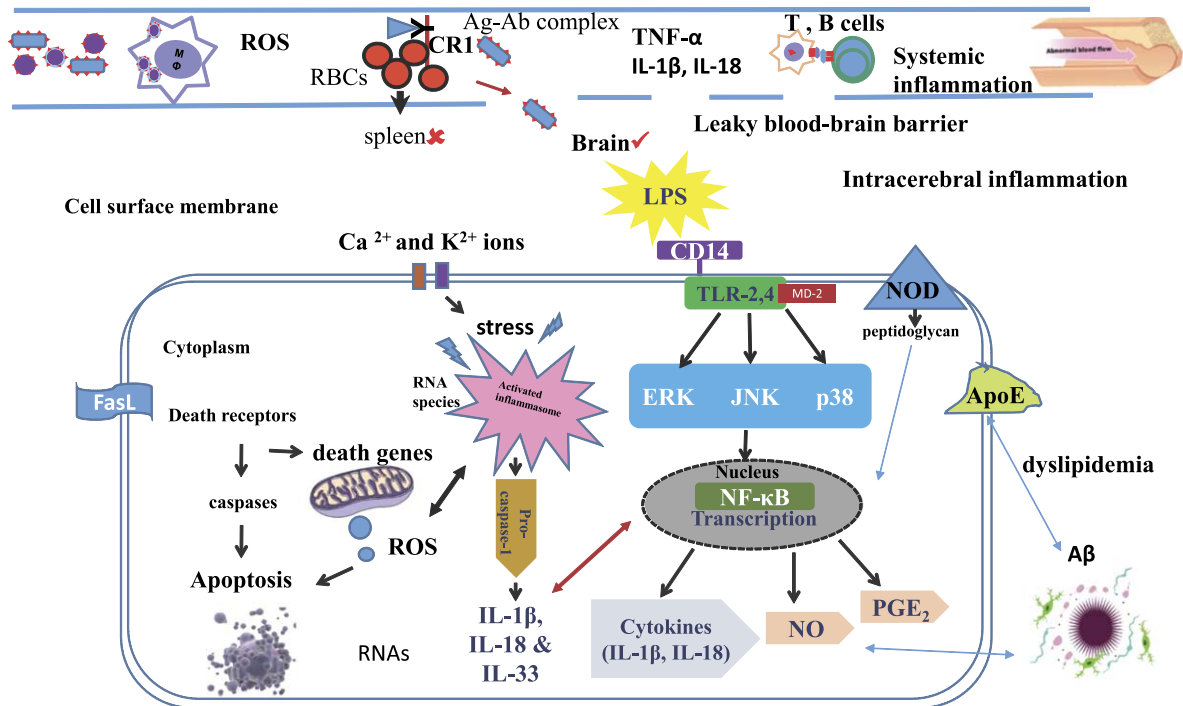 Ag-Ab complex
T , B cells
M
Φ
ROS
CR1
RBCs
TNF-α
IL-1β, IL-18
Systemic
inflammation
Abnormal blood flow
spleen
Brain
Leaky blood-brain barrier
LPS
Intracerebral inflammation
Cell surface membrane
Ca 2+ and K2+ ions
CD14
TLR-2,4
MD-2
NOD
peptidoglycan
stress
Cytoplasm
RNA
species
Activated
inflammasome
ERK JNK p38
FasL
ApoE
Death receptors
death genes
dyslipidemia
Nucleus
NF-κB
Transcription
caspases
Pro-
caspase-1
ROS
Apoptosis
Aβ
IL-1β,
IL-18 &
IL-33
RNAs
Cytokines
(IL-1β, IL-18)
NO
PGE2